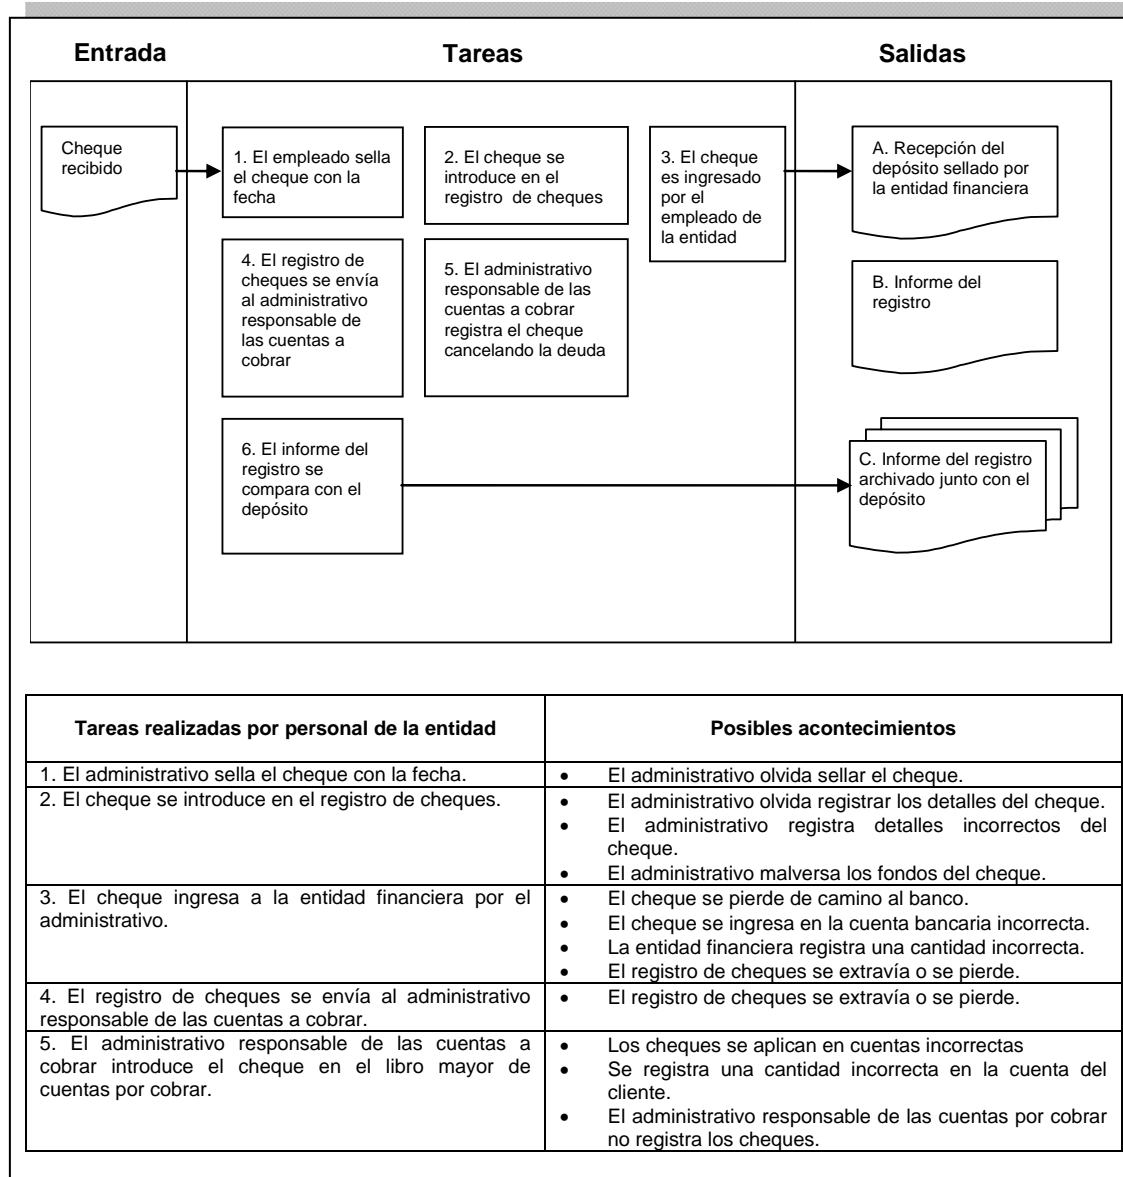 Entrada
Tareas
Salidas
Cheque
recibido
1. El empleado sella
el cheque con la
fecha
2. El cheque se
introduce en el
registro de cheques
3. El cheque
es ingresado
por el
empleado de
la entidad
A. Recepción del
depósito sellado por
la entidad financiera
4. El registro de
cheques se envía
al administrativo
responsable de
las cuentas a
cobrar
5. El administrativo
responsable de las
cuentas a cobrar
registra el cheque
cancelando la deuda
B. Informe del
registro
6. El informe del
registro se
compara con el
depósito
C. Informe del registro
archivado junto con el
depósito
Tareas realizadas por personal de la entidad
Posibles acontecimientos
1. El administrativo sella el cheque con la fecha.
• El administrativo olvida sellar el cheque.
2. El cheque se introduce en el registro de cheques.
• El administrativo olvida registrar los detalles del cheque.
• El administrativo registra detalles incorrectos del
cheque.
• El administrativo malversa los fondos del cheque.
3. El cheque ingresa a la entidad financiera por el
administrativo.
• El cheque se pierde de camino al banco.
• El cheque se ingresa en la cuenta bancaria incorrecta.
• La entidad financiera registra una cantidad incorrecta.
• El registro de cheques se extravía o se pierde.
4. El registro de cheques se envía al administrativo
responsable de las cuentas a cobrar.
• El registro de cheques se extravía o se pierde.
5. El administrativo responsable de las cuentas a
cobrar introduce el cheque en el libro mayor de
cuentas por cobrar.
• Los cheques se aplican en cuentas incorrectas
• Se registra una cantidad incorrecta en la cuenta del
cliente.
• El administrativo responsable de las cuentas por cobrar
no registra los cheques.